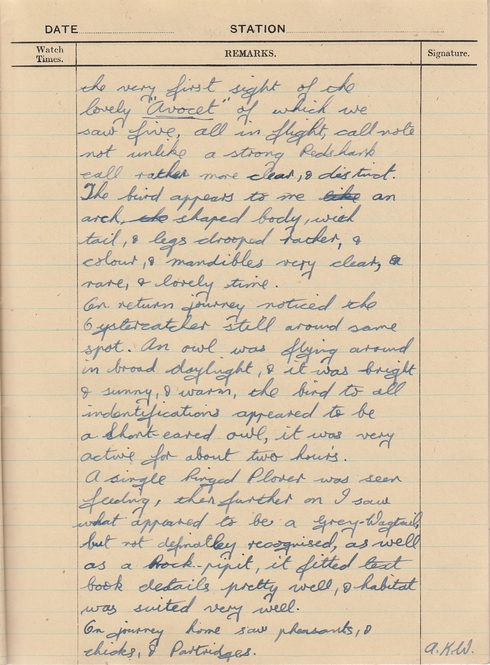 DATE STATION
Watch Times. REMARKS. Signature.
the very first sight of the
lovely "Avocet" of which we
saw five, all in flight, call note
not unlike a strong Redshank
call rather more clear, & distinct.
The bird appears to me like an
arch, the shaped body, with
tail, & legs drooped rather, &
colour, & mandibles very clear, a
rare, & lovely time.
On return journey noticed the
Oystercatcher still around same
spot. An owl was flying around
in broad daylight, & it was bright
& sunny, & warm, the bird to all
indentifications appeared to be
a Short-eared owl, it was very
active for about two hours.
A single Ringed Plover was seen
feeding, then further on I saw
what appeared to be a Grey-Wagtail,
but not definatley recognised, as well
as a Rock-pipit, it fitted text
book details pretty well, & habitat
was suited very well.
On journey home saw pheasants, &
chicks, & Partridges. A.K.W.